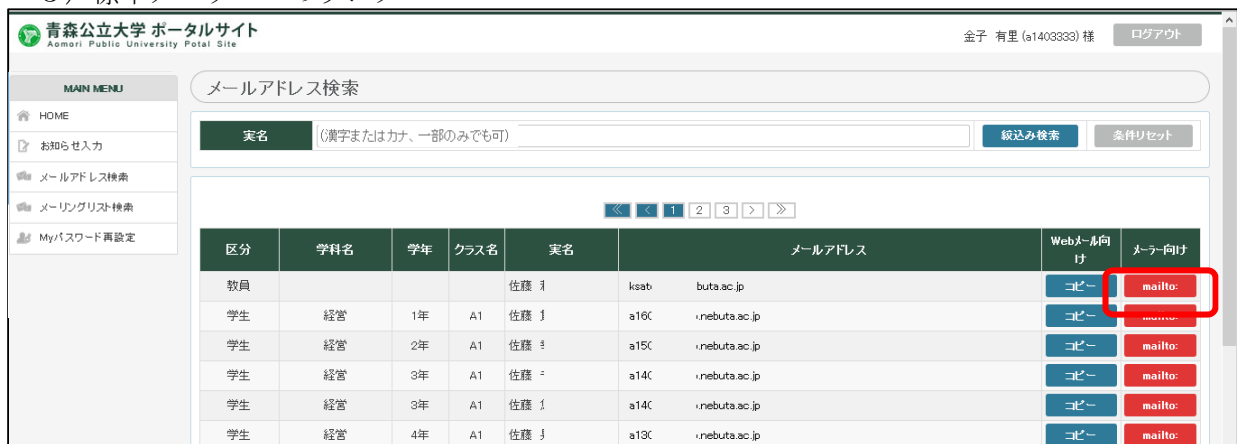 青森公立大学 ポータルサイト
Aomori Public University Potal Site
金子 有里 (a1403333) 様 ログアウト
MAIN MENU
HOME
お知らせ入力
メールアドレス検索
メーリングリスト検索
Myパスワード再設定
メールアドレス検索
実名 (漢字またはカナ、一部のみでも可) 絞込み検索 条件リセット
≪ < 1 2 3 > ≫
区分 学科名 学年 クラス名 実名 メールアドレス Webメール向け メーラー向け
教員 佐藤 buta.ac.jp コピー mailto:
学生 経営 1年 A1 佐藤 a16 .nebuta.ac.jp コピー mailto:
学生 経営 2年 A1 佐藤 a15 .nebuta.ac.jp コピー mailto:
学生 経営 3年 A1 佐藤 a14 .nebuta.ac.jp コピー mailto:
学生 経営 3年 A1 佐藤 a14 .nebuta.ac.jp コピー mailto:
学生 経営 4年 A1 佐藤 a13 .nebuta.ac.jp コピー mailto: